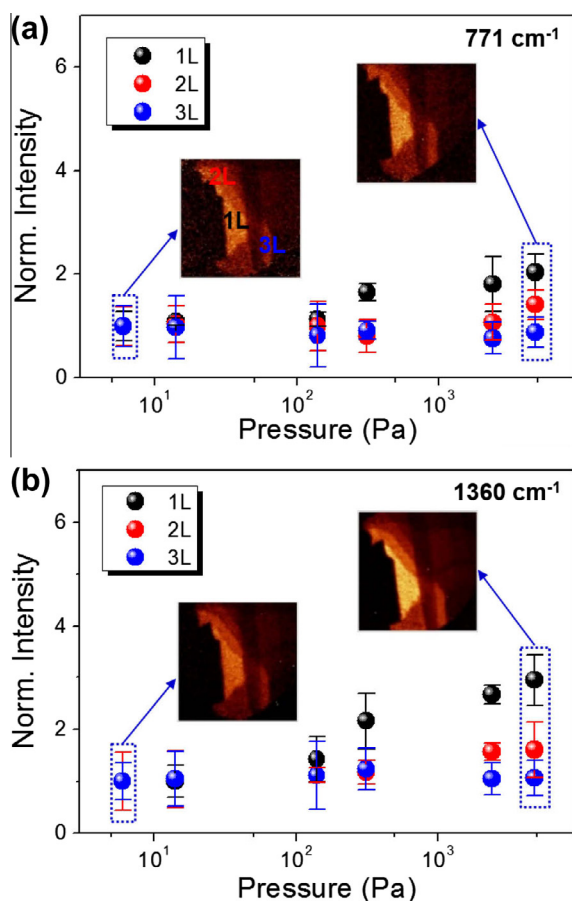 (a)
771 cm⁻¹
1L
2L
3L
2L
1L
3L
Norm. Intensity
6
4
2
0
10¹ 10² 10³
Pressure (Pa)
(b)
1360 cm⁻¹
1L
2L
3L
Norm. Intensity
6
4
2
0
10¹ 10² 10³
Pressure (Pa)